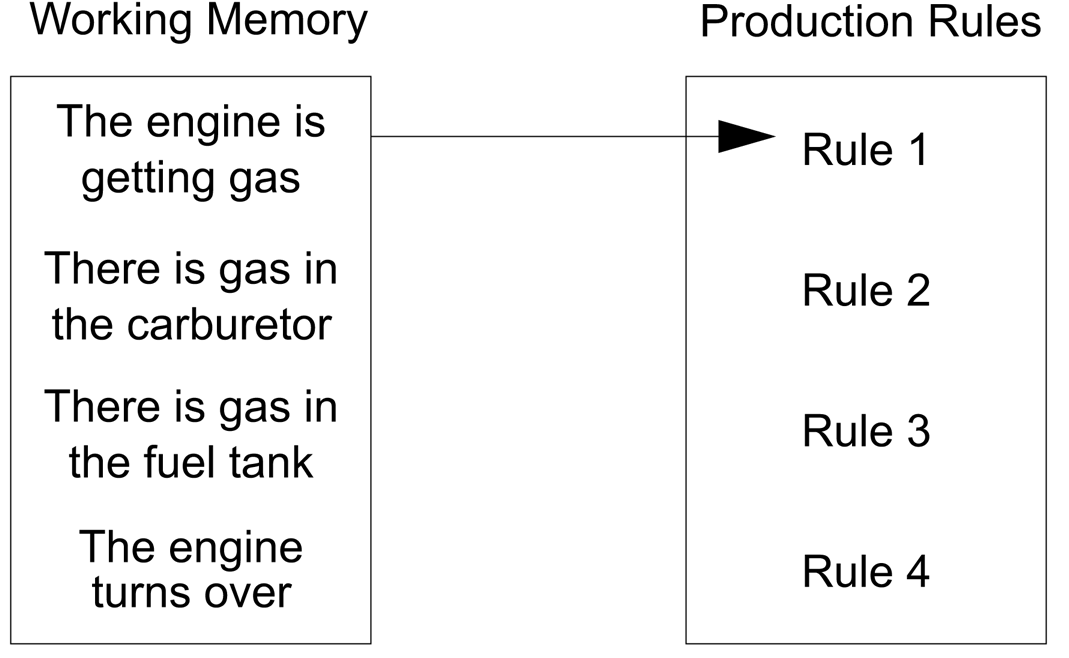 Working Memory
The engine is
getting gas
There is gas in
the carburetor
There is gas in
the fuel tank
The engine
turns over
Production Rules
Rule 1
Rule 2
Rule 3
Rule 4